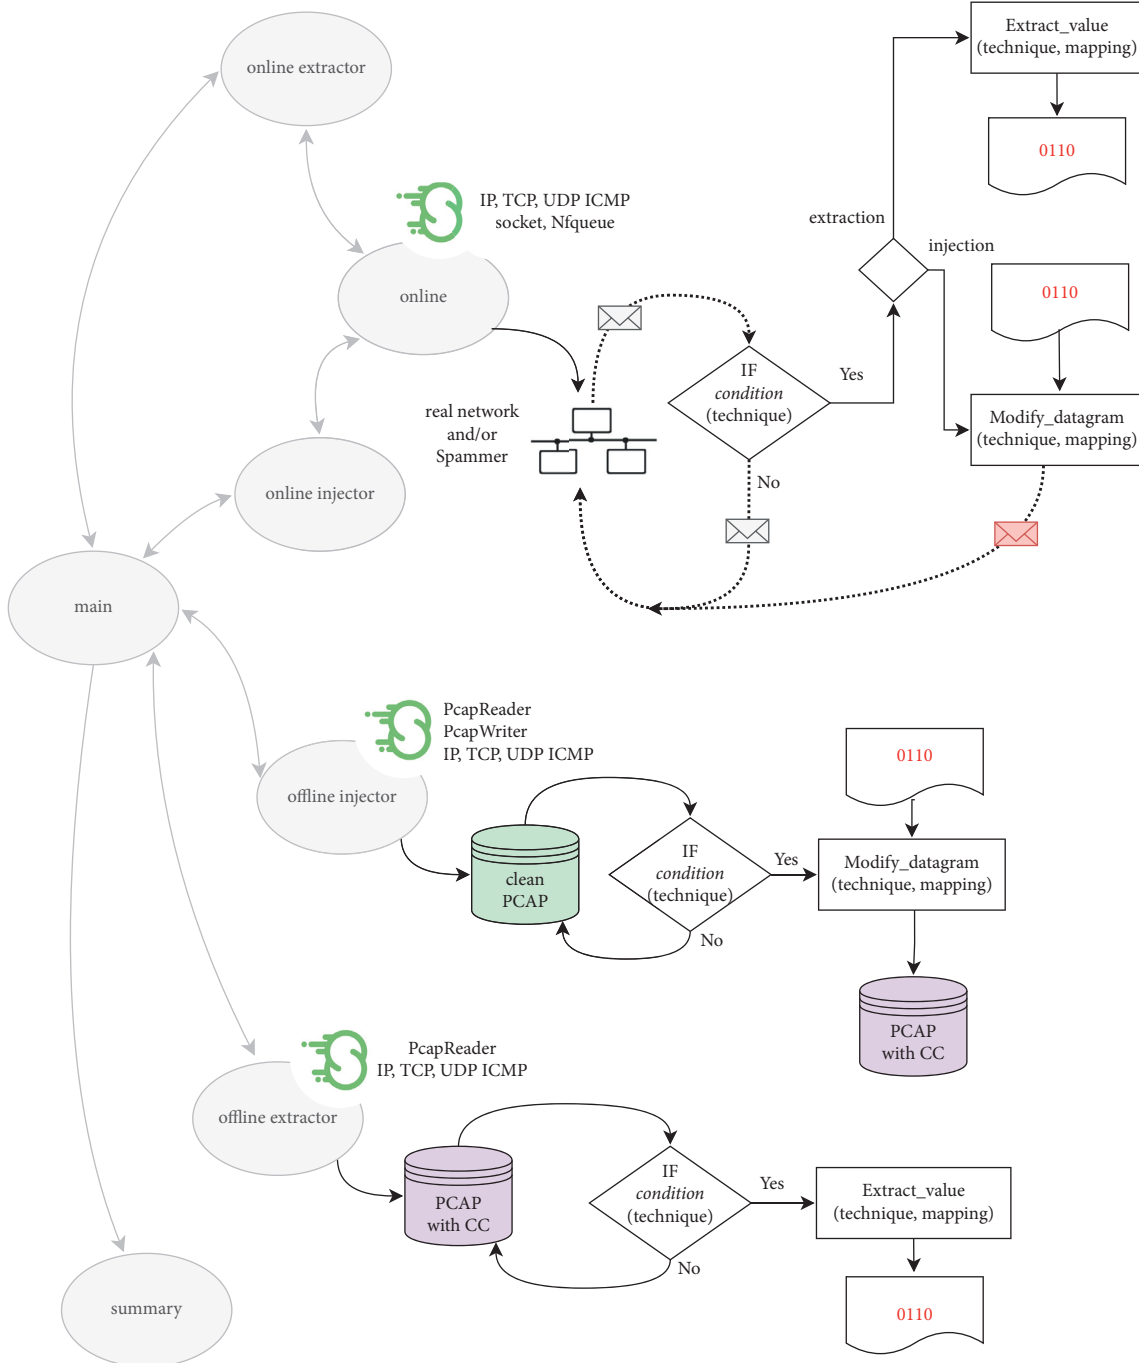 online extractor
Extract_value
(technique, mapping)
0110
IP, TCP, UDP ICMP
socket, Nfqueue
extraction
injection
online
0110
IF
condition
(technique)
Yes
real network
and/or
Spammer
Modify_datagram
(technique, mapping)
No
online injector
main
PcapReader
PcapWriter
IP, TCP, UDP ICMP
offline injector
0110
clean
PCAP
IF
condition
(technique)
Yes
No
Modify_datagram
(technique, mapping)
PCAP
with CC
PcapReader
IP, TCP, UDP ICMP
offline extractor
PCAP
with CC
IF
condition
(technique)
Yes
No
Extract_value
(technique, mapping)
0110
summary